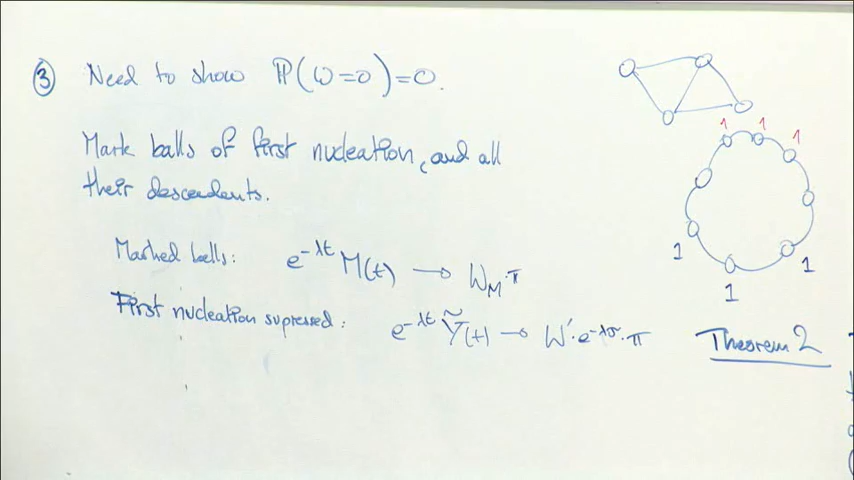 ③ Need to show ℙ(W=0)=0.
Mark balls of first nucleation, and all
their descendents.
Marked balls: e^{-λt} M(t) → W_M·π
First nucleation supressed: e^{-λt} Ỹ(t) → W'·e^{-λσ}·π
1 1 1
1 1
1
Theorem 2